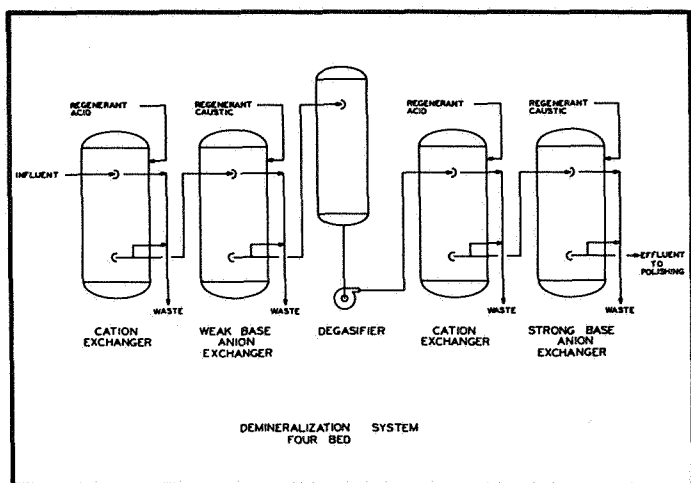 REGENERANT
ACID
REGENERANT
CAUSTIC
REGENERANT
ACID
REGENERANT
CAUSTIC
INFLUENT
EFFLUENT
TO
POLISHING
WASTE
WASTE
WASTE
WASTE
CATION
EXCHANGER
WEAK BASE
ANION
EXCHANGER
DEGASIFIER
CATION
EXCHANGER
STRONG BASE
ANION
EXCHANGER
DEMINERALIZATION SYSTEM
FOUR BED